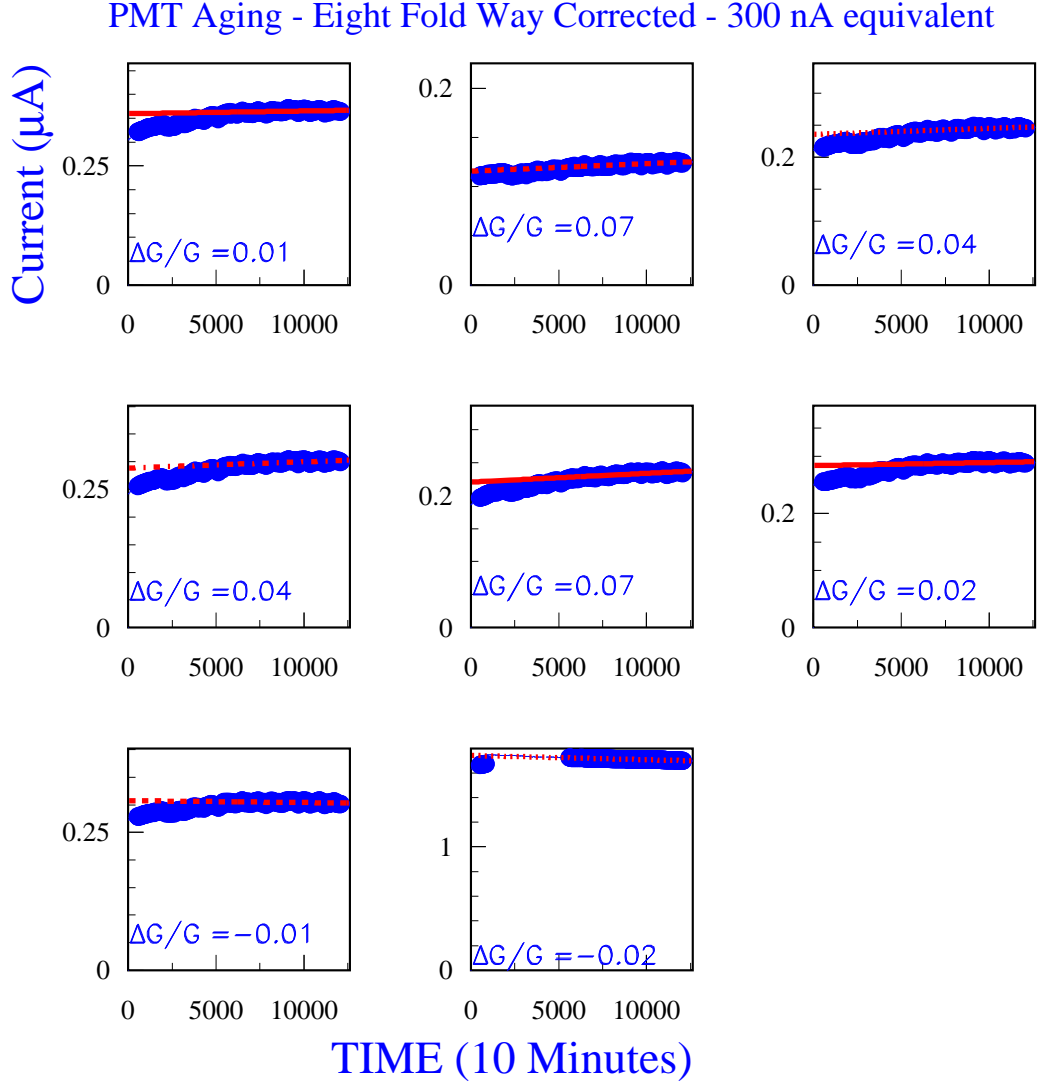 PMT Aging - Eight Fold Way Corrected - 300 nA equivalent
Current (μA)
0.25
0
ΔG/G =0.01
0 5000 10000
0.2
0
ΔG/G =0.07
0 5000 10000
0.2
0
ΔG/G =0.04
0 5000 10000
0.25
0
ΔG/G =0.04
0 5000 10000
0.2
0
ΔG/G =0.07
0 5000 10000
0.2
0
ΔG/G =0.02
0 5000 10000
0.25
0
ΔG/G =-0.01
0 5000 10000
1
0
ΔG/G =-0.02
0 5000 10000
TIME (10 Minutes)